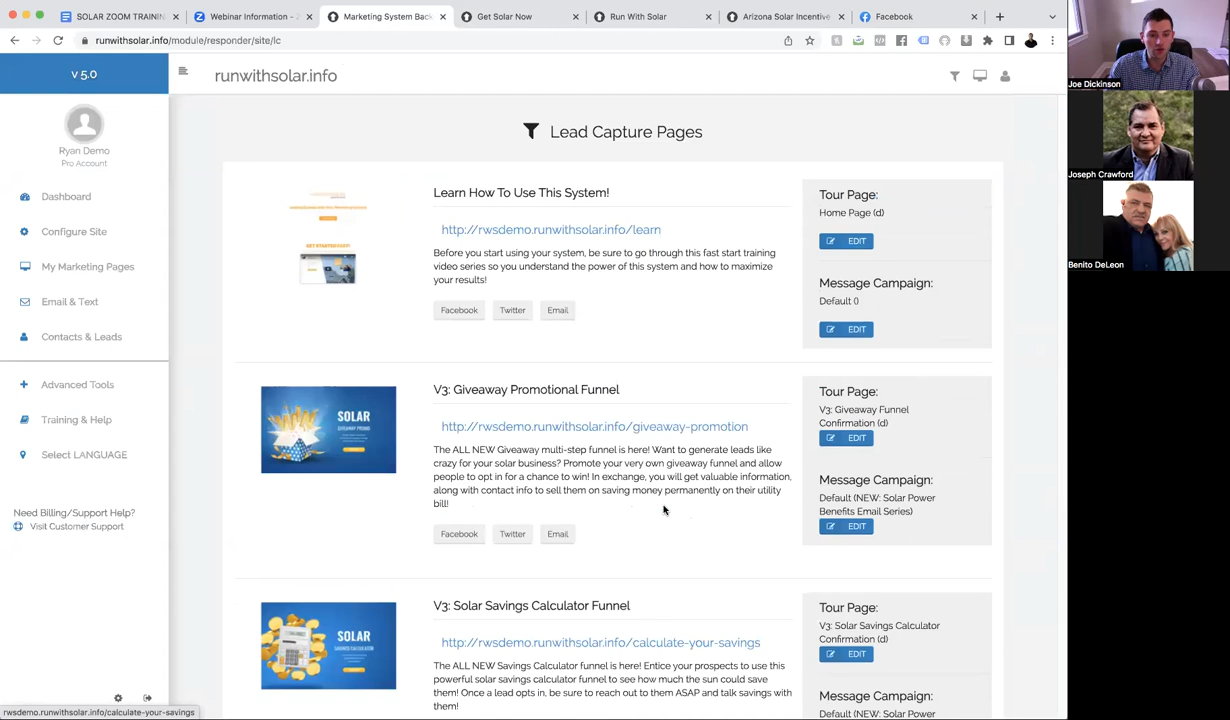 SOLAR ZOOM TRAININ
Webinar Information - Z
Marketing System Back
Get Solar Now
Run With Solar
Arizona Solar Incentive
Facebook
runwithsolar.info/module/responder/site/lc
v 5.0
runwithsolar.info
Ryan Demo
Pro Account
Dashboard
Configure Site
My Marketing Pages
Email & Text
Contacts & Leads
Advanced Tools
Training & Help
Select LANGUAGE
Need Billing/Support Help?
Visit Customer Support
rwsdemo.runwithsolar.info/calculate-your-savings
Lead Capture Pages
Learn How To Use This System!
http://rwsdemo.runwithsolar.info/learn
Before you start using your system, be sure to go through this fast start training
video series so you understand the power of this system and how to maximize
your results!
Facebook
Twitter
Email
Tour Page:
Home Page (d)
EDIT
Message Campaign:
Default ()
EDIT
SOLAR
V3: Giveaway Promotional Funnel
http://rwsdemo.runwithsolar.info/giveaway-promotion
The ALL NEW Giveaway multi-step funnel is here! Want to generate leads like
crazy for your solar business? Promote your very own giveaway funnel and allow
people to opt in for a chance to win! In exchange, you will get valuable information,
along with contact info to sell them on saving money permanently on their utility
bill!
Facebook
Twitter
Email
Tour Page:
V3: Giveaway Funnel
Confirmation (d)
EDIT
Message Campaign:
Default (NEW: Solar Power
Benefits Email Series)
EDIT
SOLAR
V3: Solar Savings Calculator Funnel
http://rwsdemo.runwithsolar.info/calculate-your-savings
The ALL NEW Savings Calculator funnel is here! Entice your prospects to use this
powerful solar savings calculator funnel to see how much the sun could save
them! Once a lead opts in, be sure to reach out to them ASAP and talk savings with
them!
Tour Page:
V3: Solar Savings Calculator
Confirmation (d)
EDIT
Message Campaign:
Default (NEW: Solar Power
Joe Dickinson
Joseph Crawford
Benito DeLeon